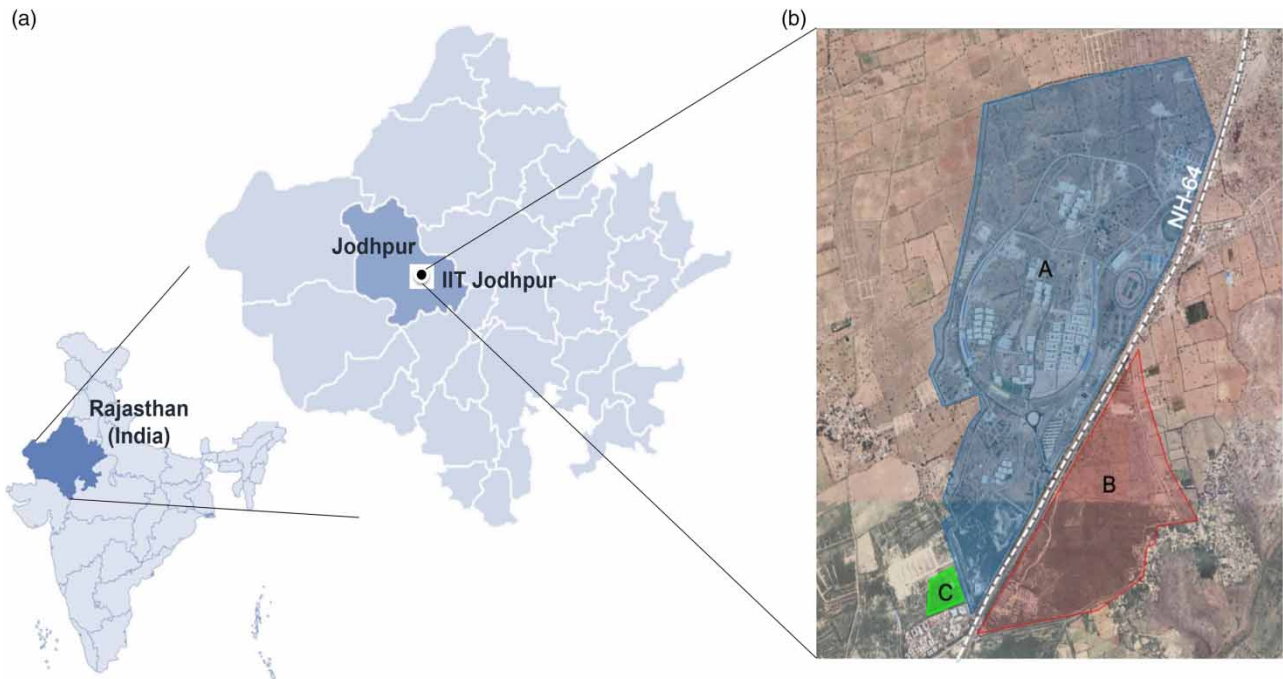 (a)
(b)
Jodhpur
IIT Jodhpur
Rajasthan
(India)
NH-64
A
B
C